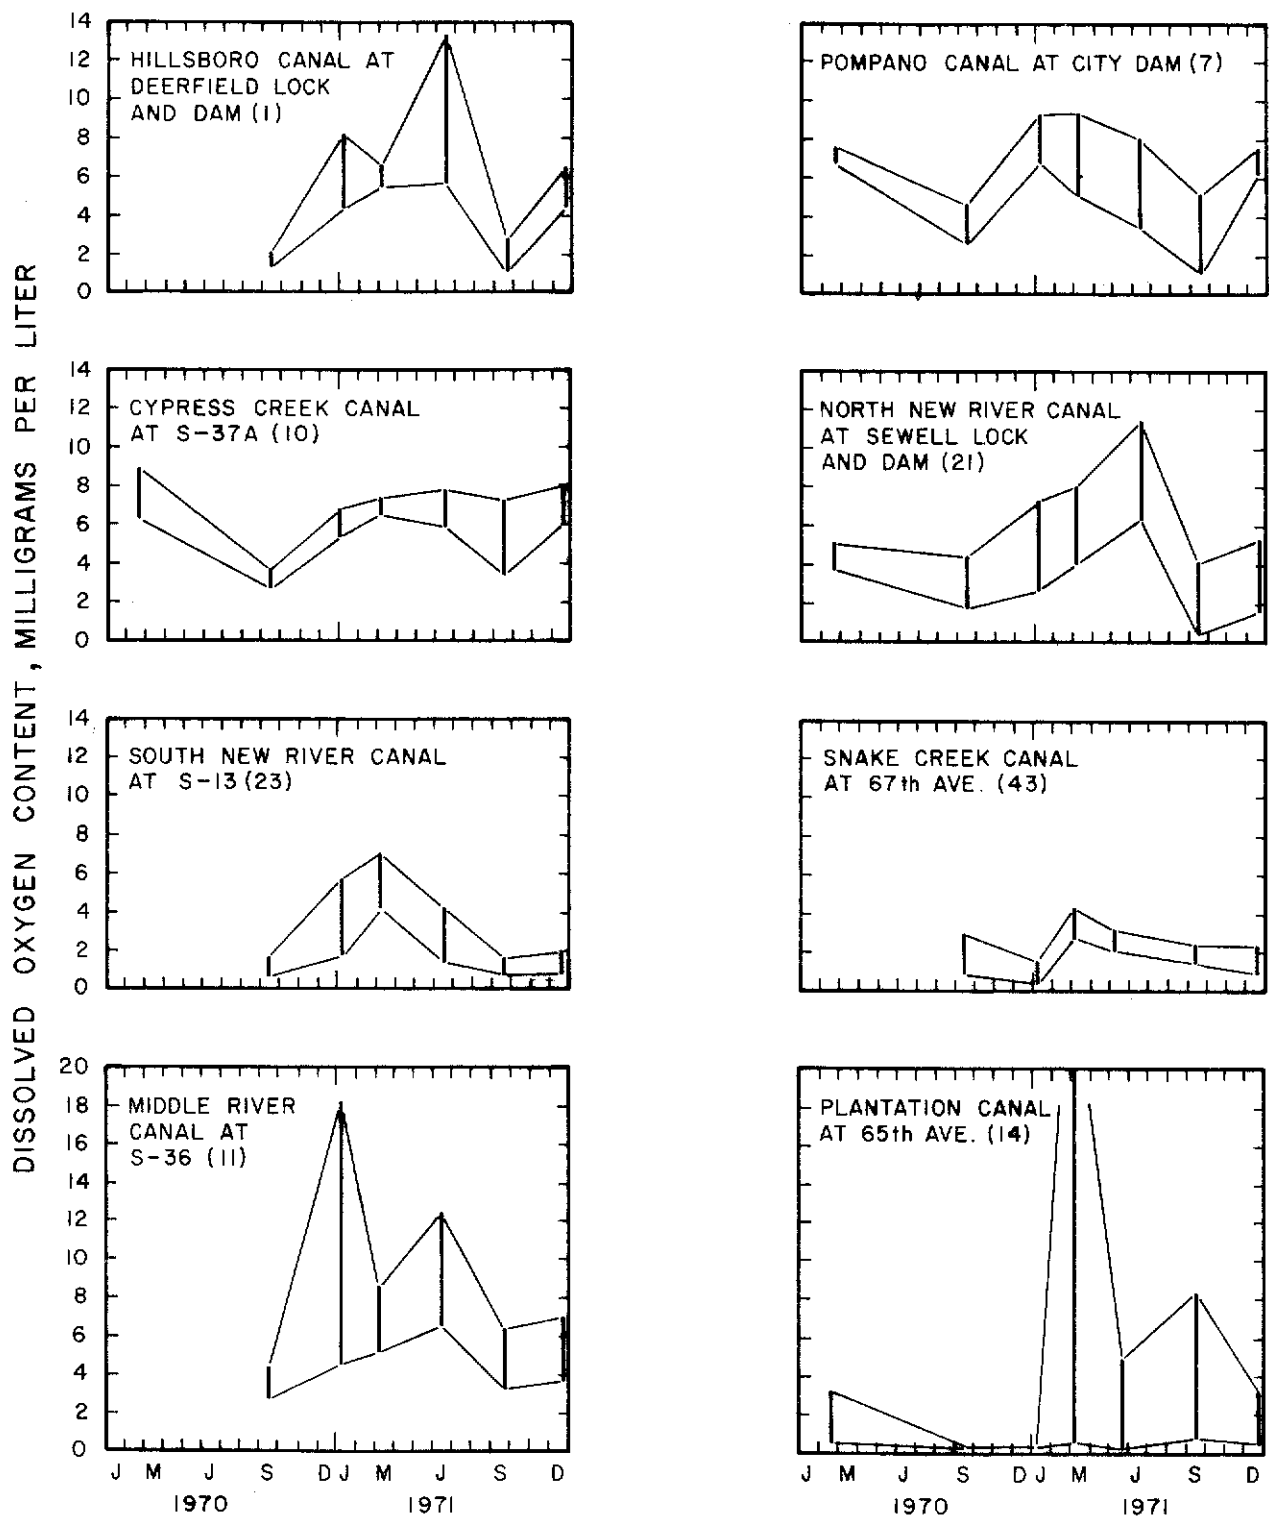 DISSOLVED OXYGEN CONTENT, MILLIGRAMS PER LITER
14
12
10
8
6
4
2
0
HILLSBORO CANAL AT
DEERFIELD LOCK
AND DAM (1)
POMPANO CANAL AT CITY DAM (7)
14
12
10
8
6
4
2
0
CYPRESS CREEK CANAL
AT S-37A (10)
NORTH NEW RIVER CANAL
AT SEWELL LOCK
AND DAM (21)
14
12
10
8
6
4
2
0
SOUTH NEW RIVER CANAL
AT S-13 (23)
SNAKE CREEK CANAL
AT 67th AVE. (43)
20
18
16
14
12
10
8
6
4
2
0
MIDDLE RIVER
CANAL AT
S-36 (11)
PLANTATION CANAL
AT 65th AVE. (14)
J M J S D J M J S D
1970 1971
J M J S D J M J S D
1970 1971